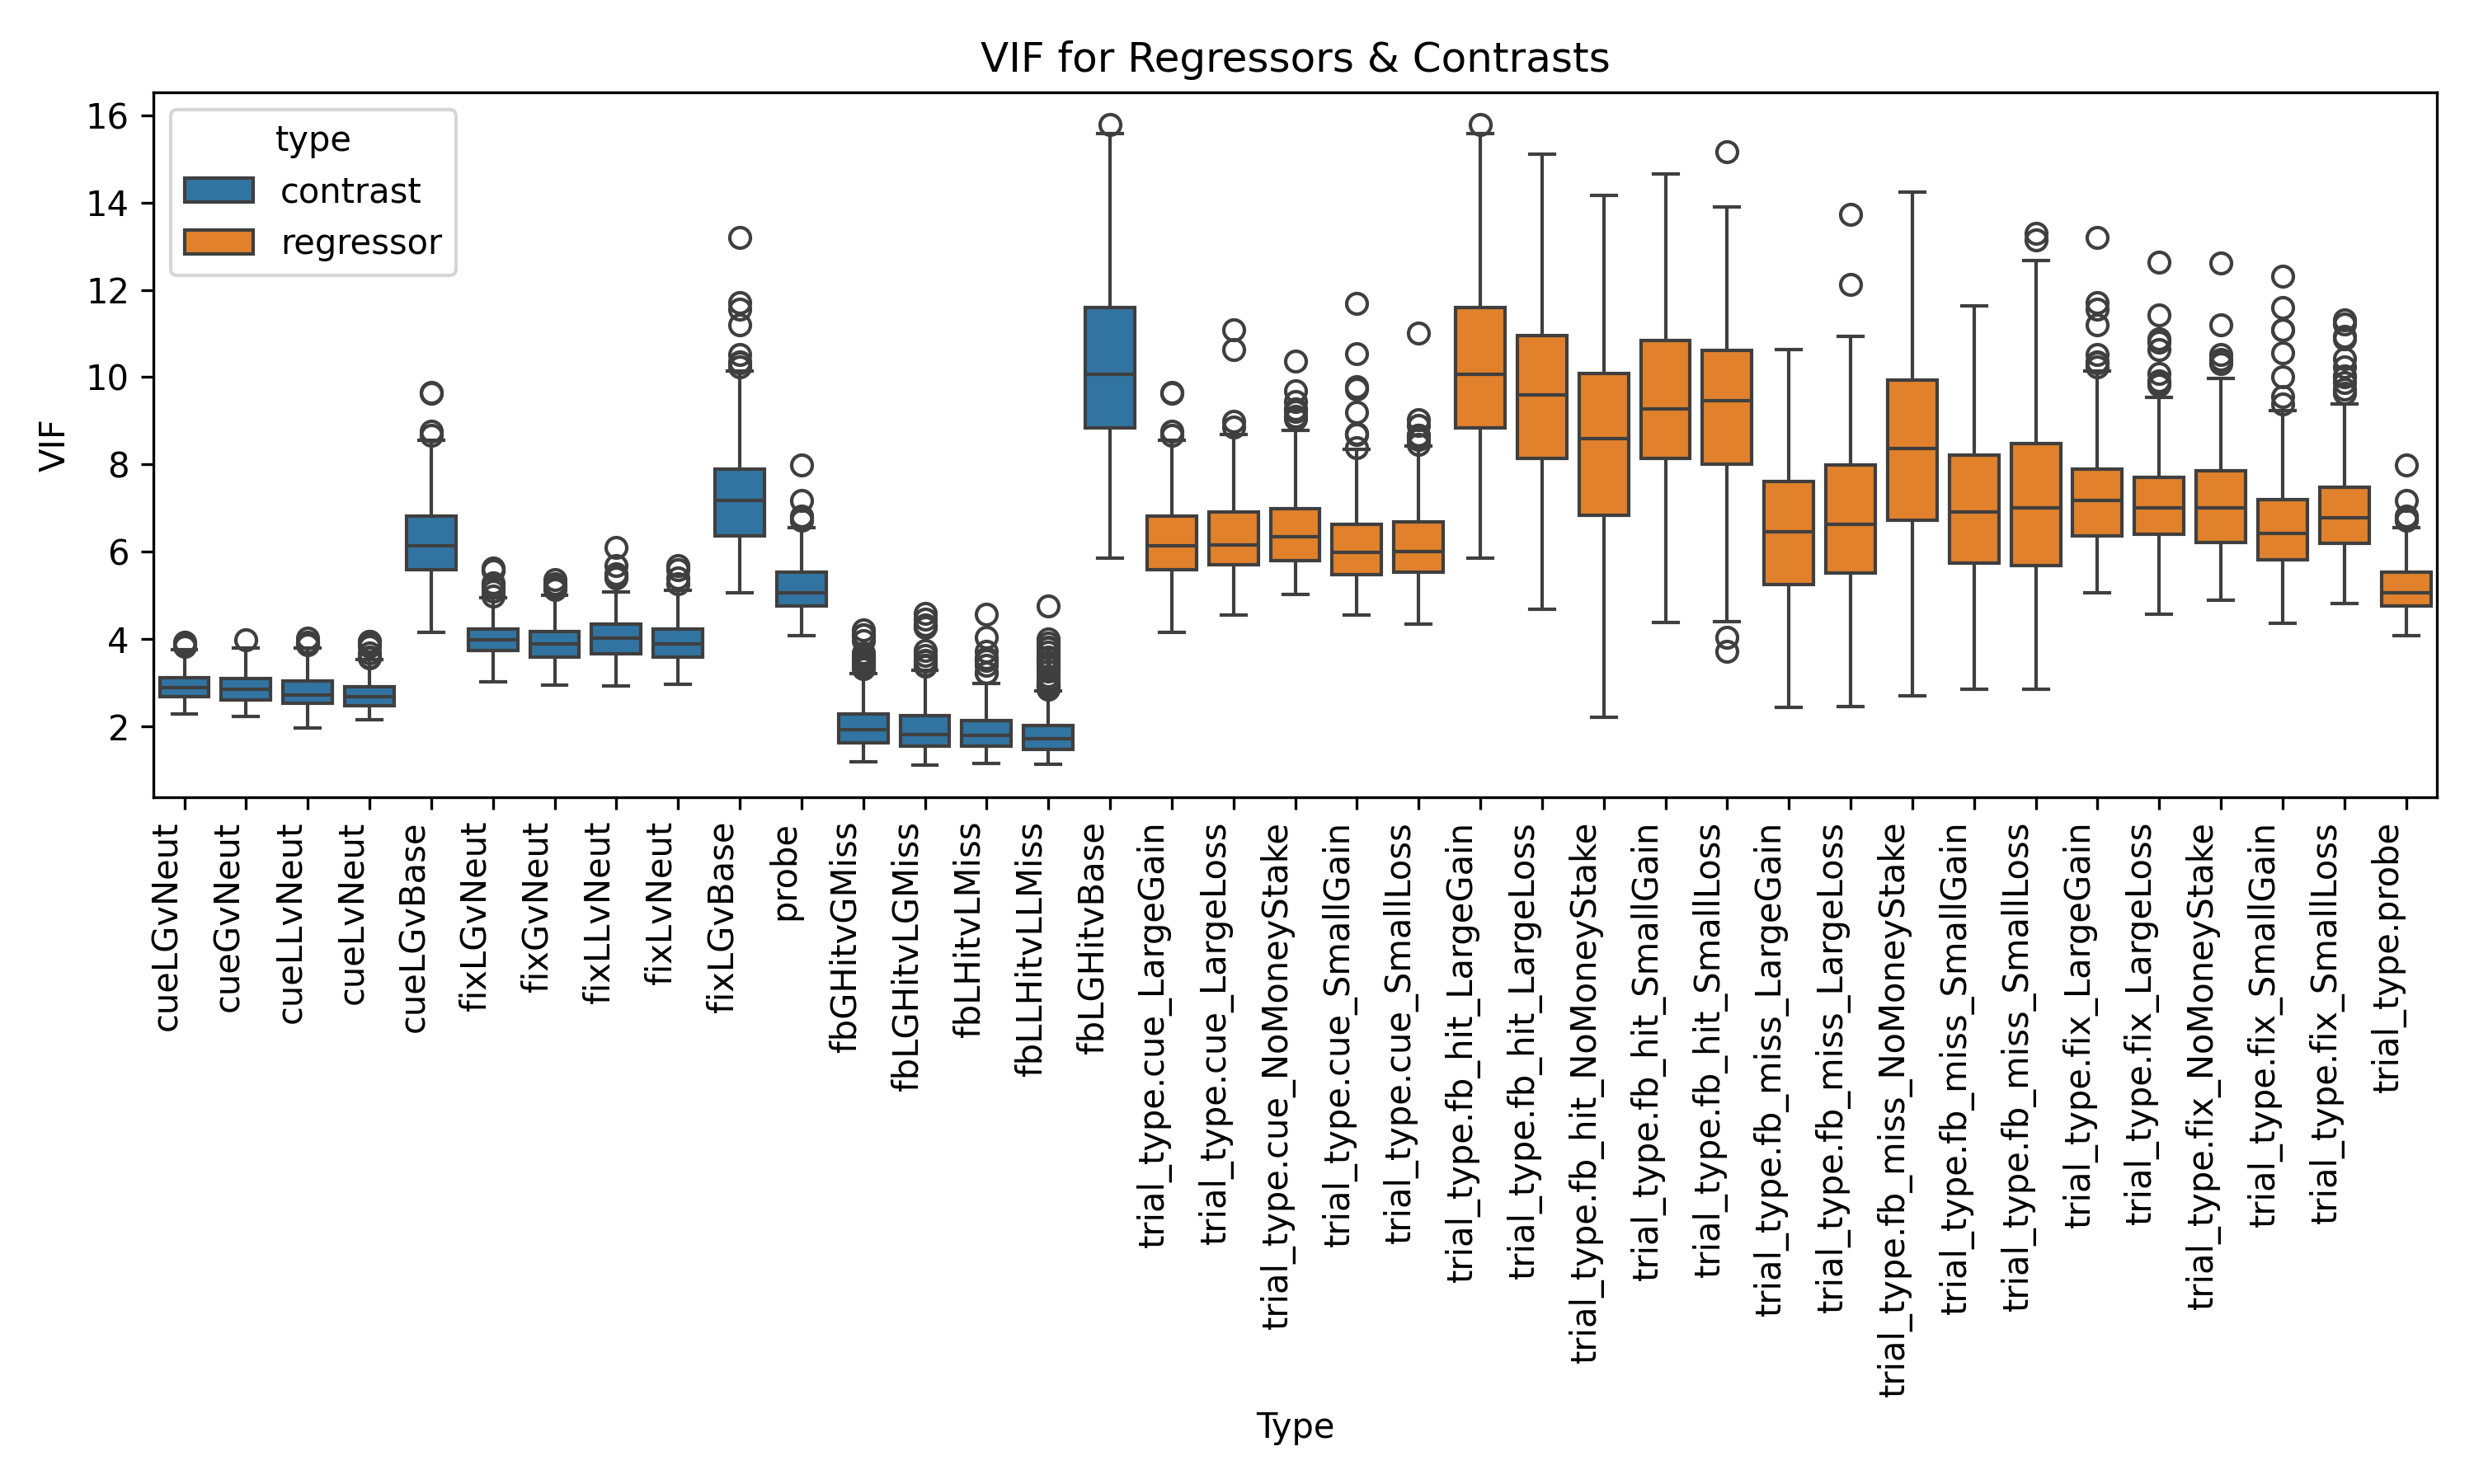 VIF for Regressors & Contrasts
type
contrast
regressor
VIF
16
14
12
10
8
6
4
2
cueLGvNeut
cueGvNeut
cueLLvNeut
cueLvNeut
cueLGvBase
fixLGvNeut
fixGvNeut
fixLLvNeut
fixLvNeut
fixLGvBase
probe
fbGHitvGMiss
fbLGHitvLGMiss
fbLHitvLMiss
fbLLHitvLLMiss
fbLGHitvBase
trial_type.cue_LargeGain
trial_type.cue_LargeLoss
trial_type.cue_NoMoneyStake
trial_type.cue_SmallGain
trial_type.cue_SmallLoss
trial_type.fb_hit_LargeGain
trial_type.fb_hit_LargeLoss
trial_type.fb_hit_NoMoneyStake
trial_type.fb_hit_SmallGain
trial_type.fb_hit_SmallLoss
trial_type.fb_miss_LargeGain
trial_type.fb_miss_LargeLoss
trial_type.fb_miss_NoMoneyStake
trial_type.fb_miss_SmallGain
trial_type.fb_miss_SmallLoss
trial_type.fix_LargeGain
trial_type.fix_LargeLoss
trial_type.fix_NoMoneyStake
trial_type.fix_SmallGain
trial_type.fix_SmallLoss
trial_type.probe
Type